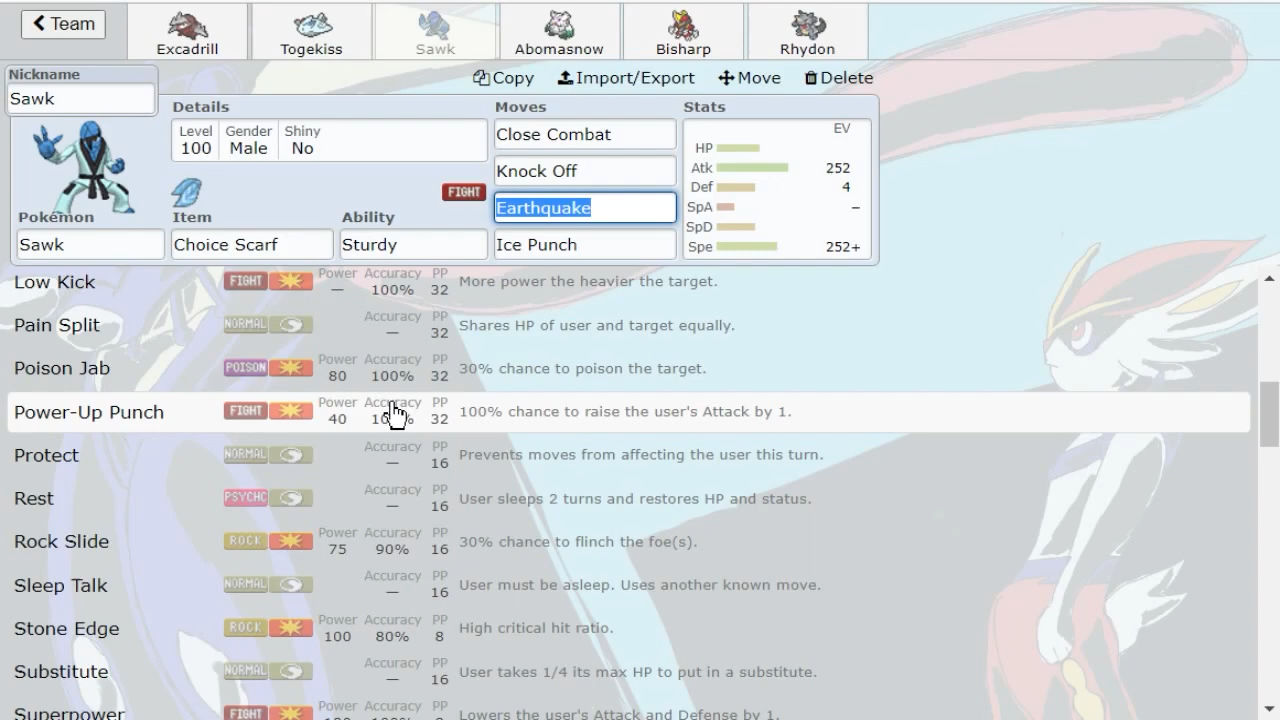 Team
Excadrill
Togekiss
Sawk
Abomasnow
Bisharp
Rhydon
Nickname
Sawk
Copy
Import/Export
Move
Delete
Details
Level
100
Gender
Male
Shiny
No
FIGHT
Pokémon
Sawk
Item
Choice Scarf
Ability
Sturdy
Moves
Close Combat
Knock Off
Earthquake
Ice Punch
Stats
EV
HP
Atk 252
Def 4
SpA –
SpD
Spe 252+
Low Kick FIGHT Power — Accuracy 100% PP 32 More power the heavier the target.
Pain Split NORMAL Accuracy — PP 32 Shares HP of user and target equally.
Poison Jab POISON Power 80 Accuracy 100% PP 32 30% chance to poison the target.
Power-Up Punch FIGHT Power 40 Accuracy 100% PP 32 100% chance to raise the user's Attack by 1.
Protect NORMAL Accuracy — PP 16 Prevents moves from affecting the user this turn.
Rest PSYCHC Accuracy — PP 16 User sleeps 2 turns and restores HP and status.
Rock Slide ROCK Power 75 Accuracy 90% PP 16 30% chance to flinch the foe(s).
Sleep Talk NORMAL Accuracy — PP 16 User must be asleep. Uses another known move.
Stone Edge ROCK Power 100 Accuracy 80% PP 8 High critical hit ratio.
Substitute NORMAL Accuracy — PP 16 User takes 1/4 its max HP to put in a substitute.
Superpower FIGHT Power Accuracy PP Lowers the user's Attack and Defense by 1.